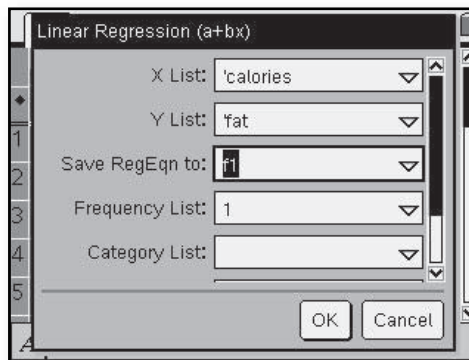 Linear Regression (a+bx)
X List: 'calories
Y List: 'fat
1
Save RegEqn to: f1
2
3
Frequency List: 1
4
Category List:
5
OK Cancel
A